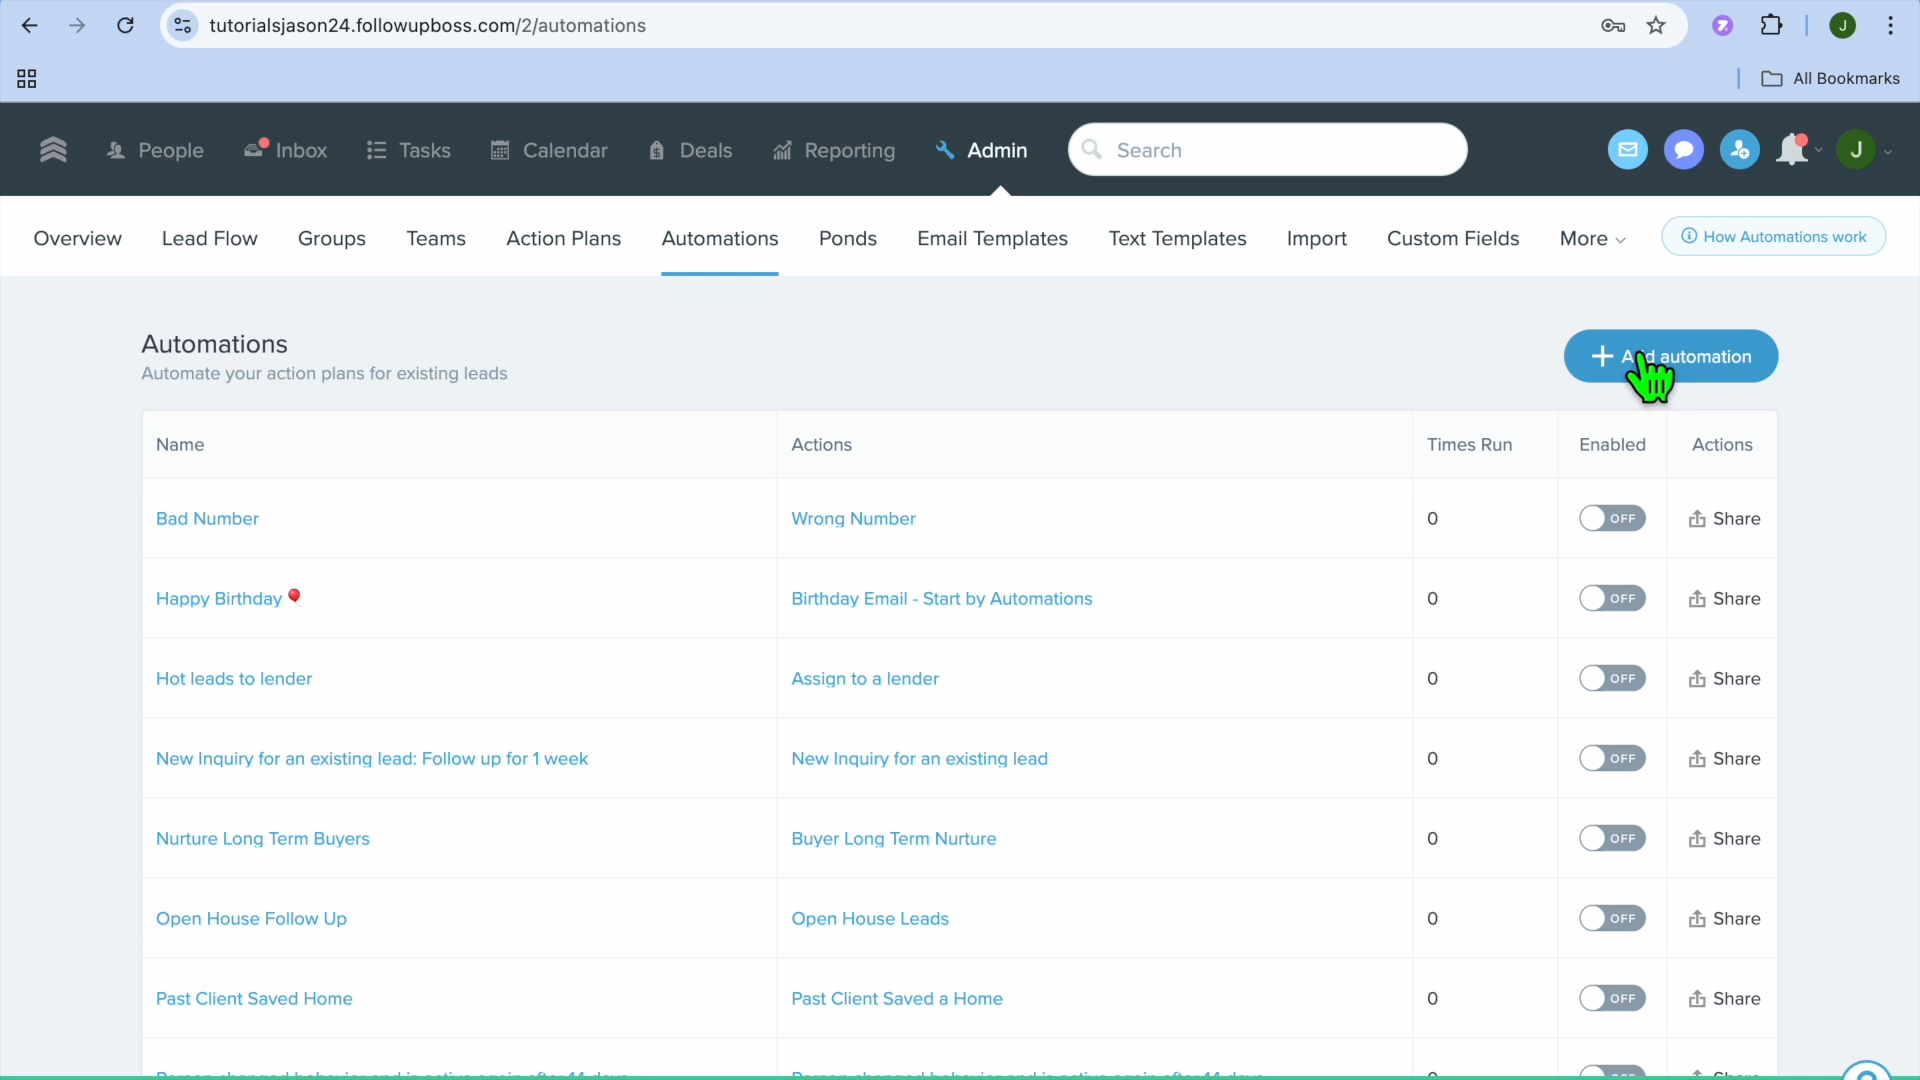 tutorialsjason24.followupboss.com/2/automations
J
All Bookmarks
People
Inbox
Tasks
Calendar
Deals
Reporting
Admin
Search
J
Overview
Lead Flow
Groups
Teams
Action Plans
Automations
Ponds
Email Templates
Text Templates
Import
Custom Fields
More
How Automations work
Automations
Automate your action plans for existing leads
Add automation
Name Actions Times Run Enabled Actions
Bad Number Wrong Number 0 OFF Share
Happy Birthday Birthday Email - Start by Automations 0 OFF Share
Hot leads to lender Assign to a lender 0 OFF Share
New Inquiry for an existing lead: Follow up for 1 week New Inquiry for an existing lead 0 OFF Share
Nurture Long Term Buyers Buyer Long Term Nurture 0 OFF Share
Open House Follow Up Open House Leads 0 OFF Share
Past Client Saved Home Past Client Saved a Home 0 OFF Share